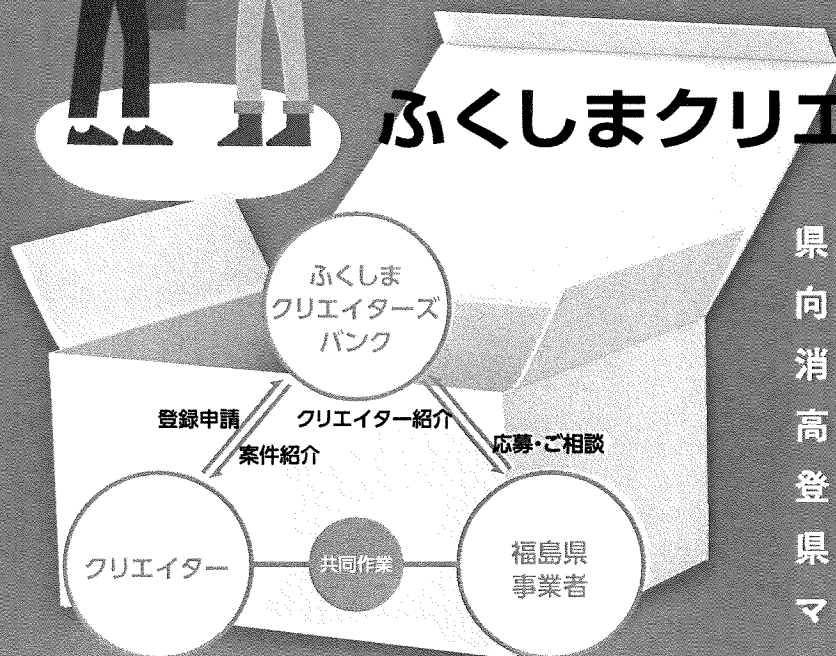 ふくしまクリエ
ふくしま
クリエイターズ
バンク
登録申請
クリエイター紹介
案件紹介
応募・ご相談
クリエイター
共同作業
福島県
事業者
県
向
消
高
登
県
マ